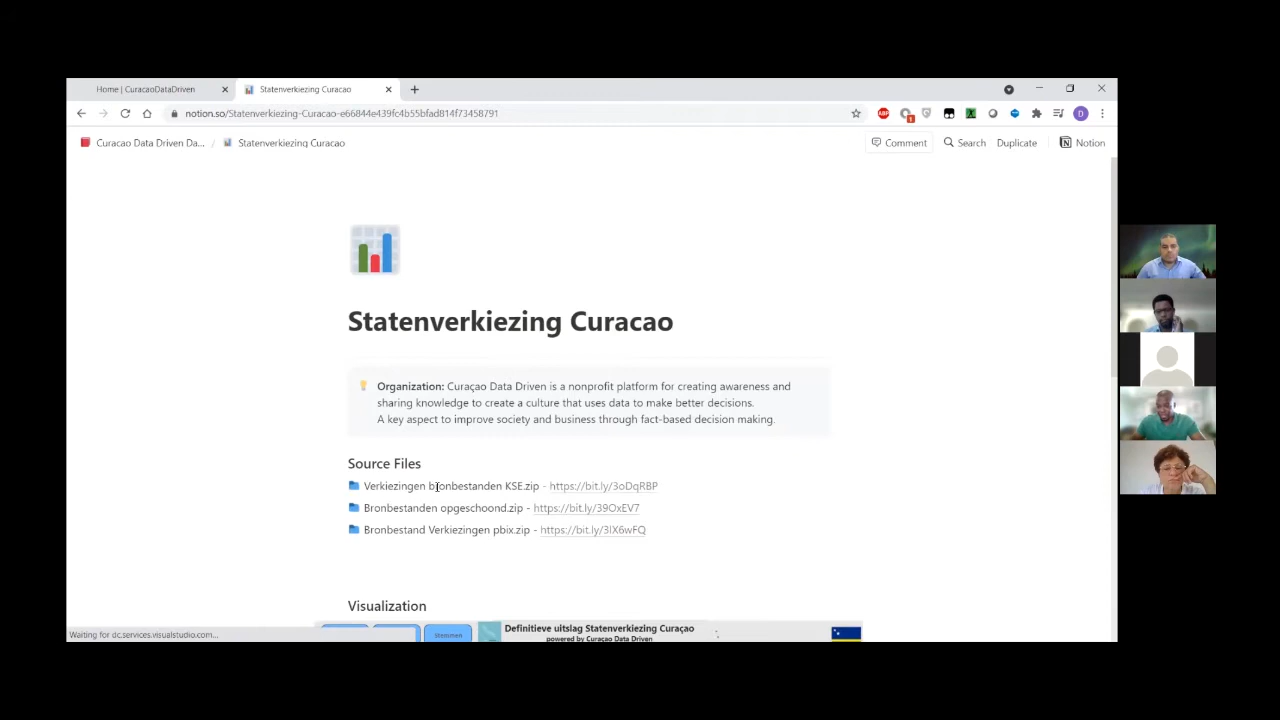 Home | CuracaoDataDriven
Statenverkiezing Curacao
notion.so/Statenverkiezing-Curacao-e66844e439fc4b55bfad814f73458791
Curacao Data Driven Da... / Statenverkiezing Curacao
Comment Search Duplicate Notion
Statenverkiezing Curacao
Organization: Curaçao Data Driven is a nonprofit platform for creating awareness and
sharing knowledge to create a culture that uses data to make better decisions.
A key aspect to improve society and business through fact-based decision making.
Source Files
Verkiezingen bronbestanden KSE.zip - https://bit.ly/3oDqRBP
Bronbestanden opgeschoond.zip - https://bit.ly/39OxEV7
Bronbestand Verkiezingen pbix.zip - https://bit.ly/3lX6wFQ
Visualization
Stemmen
Definitieve uitslag Statenverkiezing Curaçao
powered by Curaçao Data Driven
Waiting for dc.services.visualstudio.com...